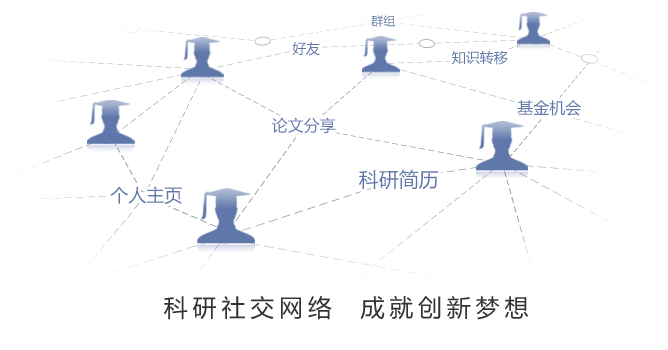 群组
好友
知识转移
基金机会
论文分享
科研简历
个人主页
科研社交网络 成就创新梦想